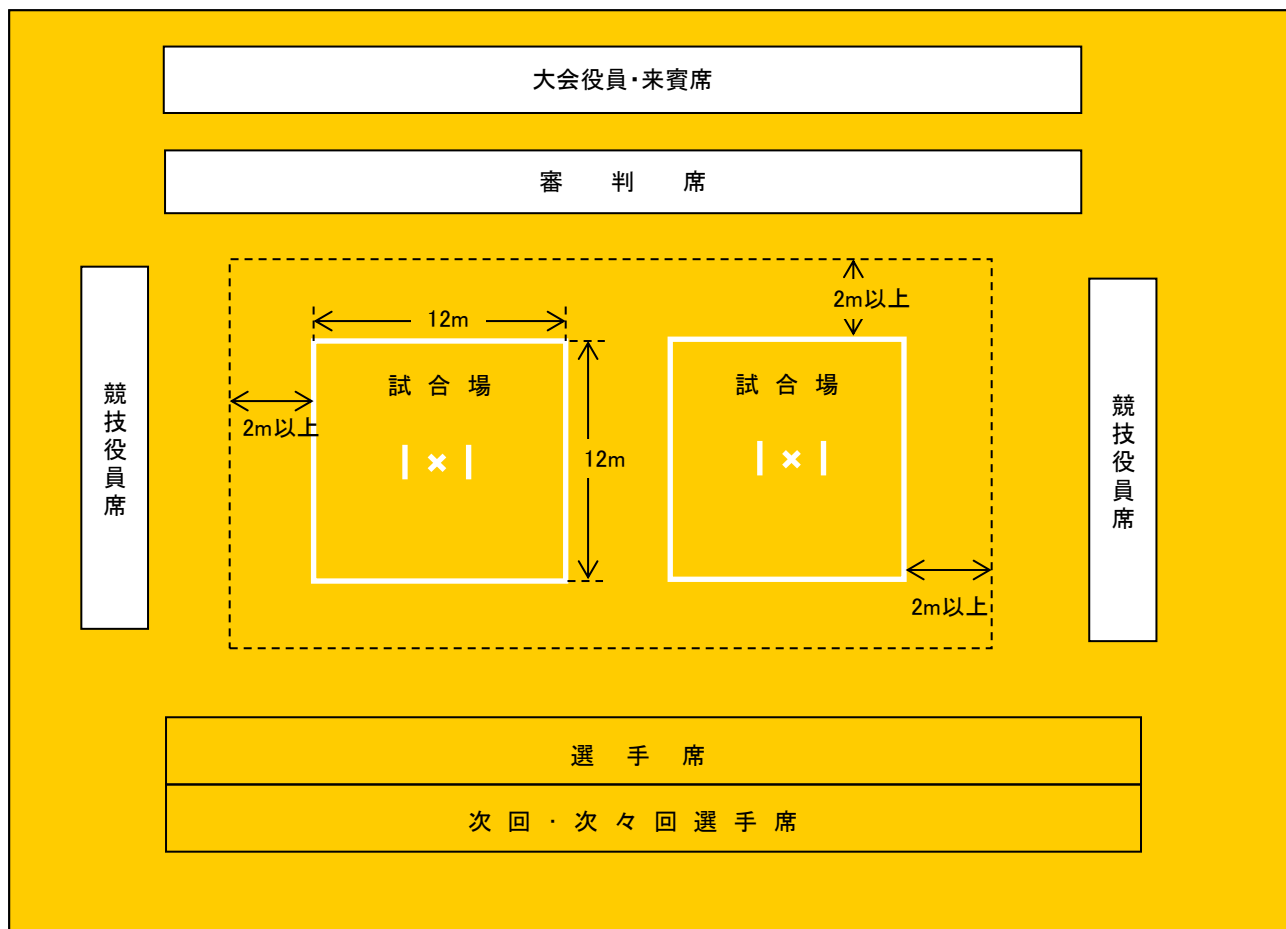 大会役員・来賓席
審判席
2m以上
12m
試合場
試合場
競技役員席
競技役員席
2m以上
12m
2m以上
選手席
次回・次々回選手席